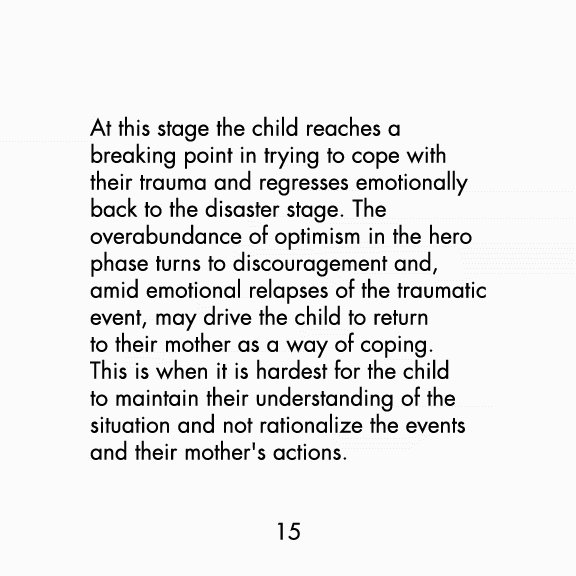 At this stage the child reaches a
breaking point in trying to cope with
their trauma and regresses emotionally
back to the disaster stage. The
overabundance of optimism in the hero
phase turns to discouragement and,
amid emotional relapses of the traumatic
event, may drive the child to return
to their mother as a way of coping.
This is when it is hardest for the child
to maintain their understanding of the
situation and not rationalize the events
and their mother's actions.
15